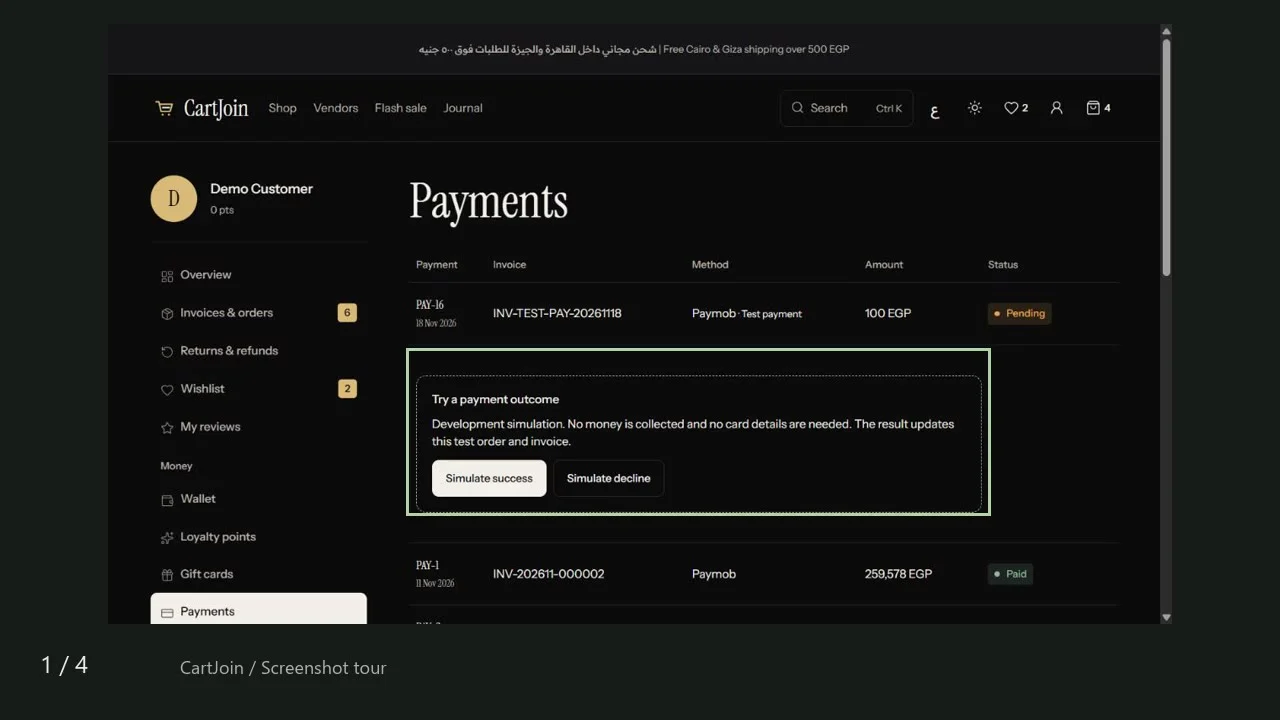 شحن مجاني داخل القاهرة والجيزة للطلبات فوق ٥٠٠ جنيه | Free Cairo & Giza shipping over 500 EGP
CartJoin Shop Vendors Flash sale Journal Search Ctrl K ع 2 4
D Demo Customer
0 pts
Overview
Invoices & orders 6
Returns & refunds
Wishlist 2
My reviews
Money
Wallet
Loyalty points
Gift cards
Payments
Payments
Payment Invoice Method Amount Status
PAY-16 INV-TEST-PAY-20261118 Paymob · Test payment 100 EGP Pending
18 Nov 2026
Try a payment outcome
Development simulation. No money is collected and no card details are needed. The result updates
this test order and invoice.
Simulate success Simulate decline
PAY-1 INV-202611-000002 Paymob 259,578 EGP Paid
11 Nov 2026
1 / 4 CartJoin / Screenshot tour